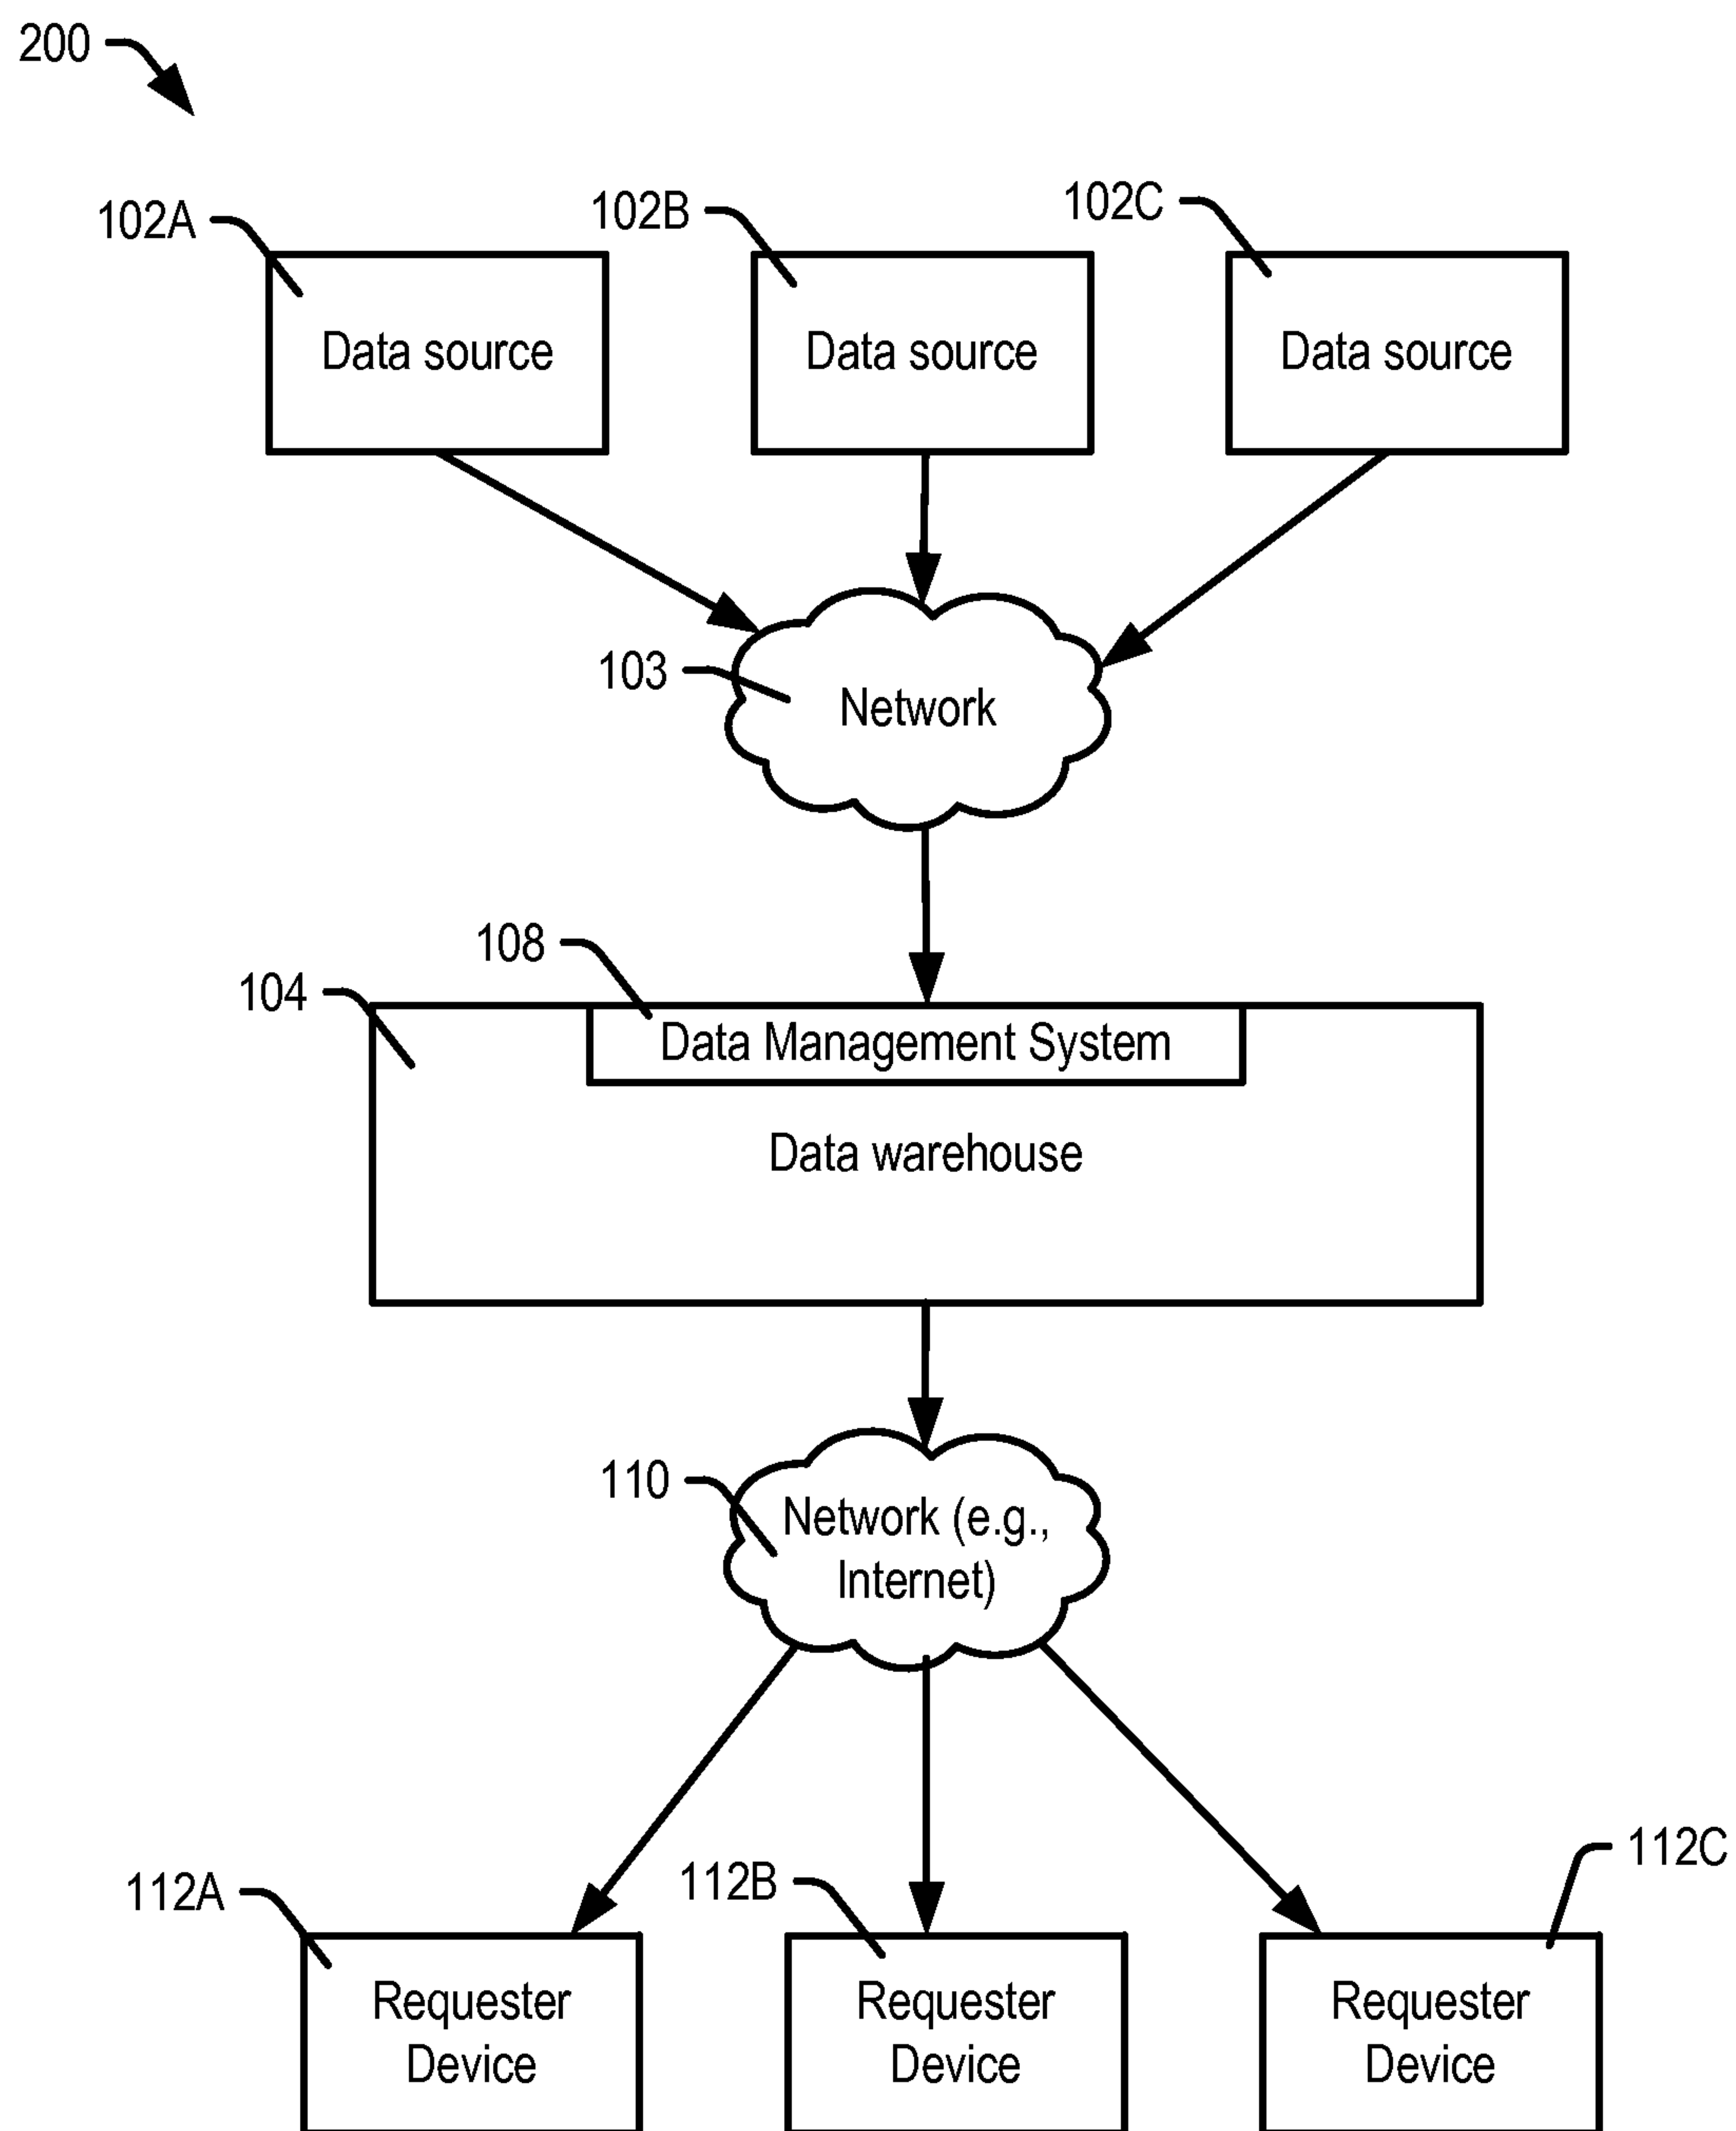 200
102A
102B
102C
Data source
Data source
Data source
103
Network
108
104
Data Management System
Data warehouse
110
Network (e.g.,
Internet)
112A
112B
112C
Requester
Device
Requester
Device
Requester
Device